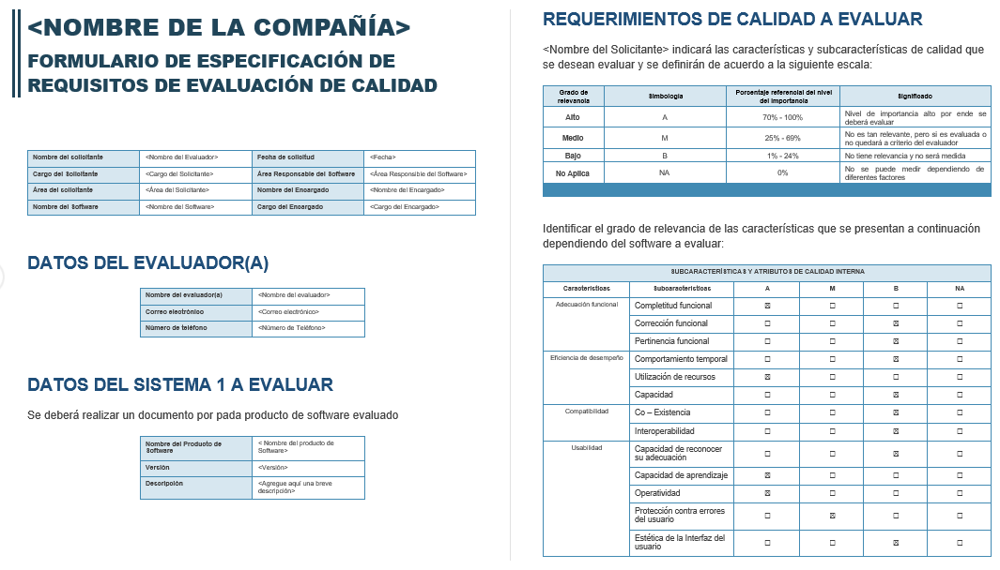 <NOMBRE DE LA COMPAÑÍA>
FORMULARIO DE ESPECIFICACIÓN DE
REQUISITOS DE EVALUACIÓN DE CALIDAD
Nombre del solicitante <Nombre del Evaluador> Fecha de solicitud <Fecha>
Cargo del Solicitante <Cargo del Solicitante> Área Responsable del Software <Área Responsible del Software>
Área del solicitante <Área del Solicitante> Nombre del Encargado <Nombre del Encargado>
Nombre del Software <Nombre del Software> Cargo del Encargado <Cargo del Encargado>
DATOS DEL EVALUADOR(A)
Nombre del evaluador(a) <Nombre del evaluador>
Correo electrónico <Correo electrónico>
Número de teléfono <Número de Teléfono>
DATOS DEL SISTEMA 1 A EVALUAR
Se deberá realizar un documento por pada producto de software evaluado
Nombre del Producto de < Nombre del producto de
Software Software>
Versión <Versión>
Descripción <Agregue aquí una breve
descripción>
REQUERIMIENTOS DE CALIDAD A EVALUAR
<Nombre del Solicitante> indicará las características y subcaracterísticas de calidad que
se desean evaluar y se definirán de acuerdo a la siguiente escala:
Grado de Simbología Porcentaje referencial del nivel Significado
relevancia del importancia
Alto A 70% - 100% Nivel de importancia alto por ende se
deberá evaluar
Medio M 25% - 69% No es tan relevante, pero si es evaluada o
no quedará a criterio del evaluador
Bajo B 1% - 24% No tiene relevancia y no será medida
No Aplica NA 0% No se puede medir dependiendo de
diferentes factores
Identificar el grado de relevancia de las características que se presentan a continuación
dependiendo del software a evaluar:
SUBCARACTERÍSTICAS Y ATRIBUTOS DE CALIDAD INTERNA
Características Subcaracterísticas A M B NA
Adecuación funcional Completitud funcional ☒ ☐ ☐ ☐
Corrección funcional ☐ ☐ ☒ ☐
Pertinencia funcional ☐ ☐ ☒ ☐
Eficiencia de desempeño Comportamiento temporal ☐ ☐ ☒ ☐
Utilización de recursos ☒ ☐ ☐ ☐
Capacidad ☐ ☐ ☒ ☐
Compatibilidad Co – Existencia ☐ ☐ ☒ ☐
Interoperabilidad ☐ ☐ ☒ ☐
Usabilidad Capacidad de reconocer
su adecuación ☐ ☐ ☒ ☐
Capacidad de aprendizaje ☒ ☐ ☐ ☐
Operatividad ☒ ☐ ☐ ☐
Protección contra errores
del usuario ☐ ☒ ☐ ☐
Estética de la Interfaz del
usuario ☐ ☐ ☒ ☐